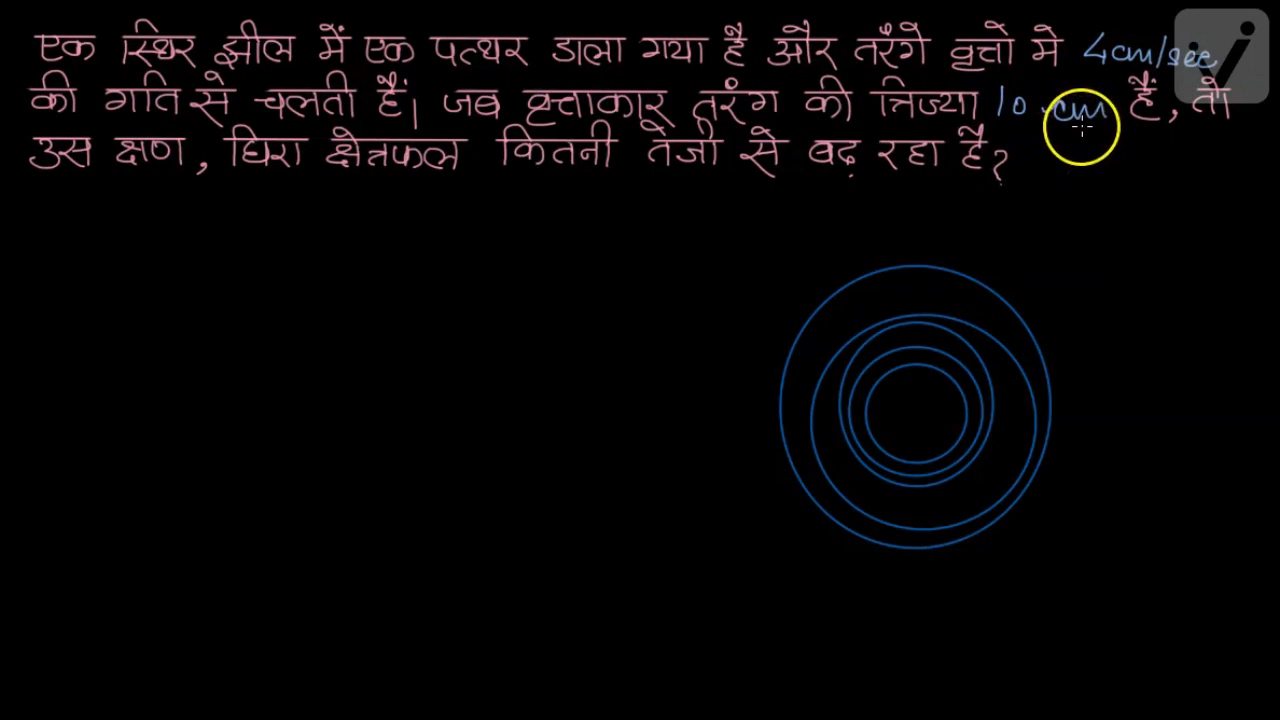 एक स्थिर झील में एक पत्थर डाला गया है और तरंगे वृत्तो मे 4cm/sec
की गति से चलती हैं। जब वृत्ताकार तरंग की त्रिज्या 10 cm हैं, तो
उस क्षण, घिरा क्षेत्रफल कितनी तेजी से बढ़ रहा है?